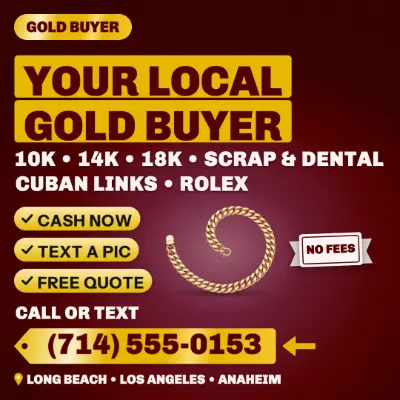 GOLD BUYER
YOUR LOCAL
GOLD BUYER
10K • 14K • 18K • SCRAP & DENTAL
CUBAN LINKS • ROLEX
CASH NOW
TEXT A PIC
FREE QUOTE
NO FEES
CALL OR TEXT
(714) 555-0153
LONG BEACH • LOS ANGELES • ANAHEIM